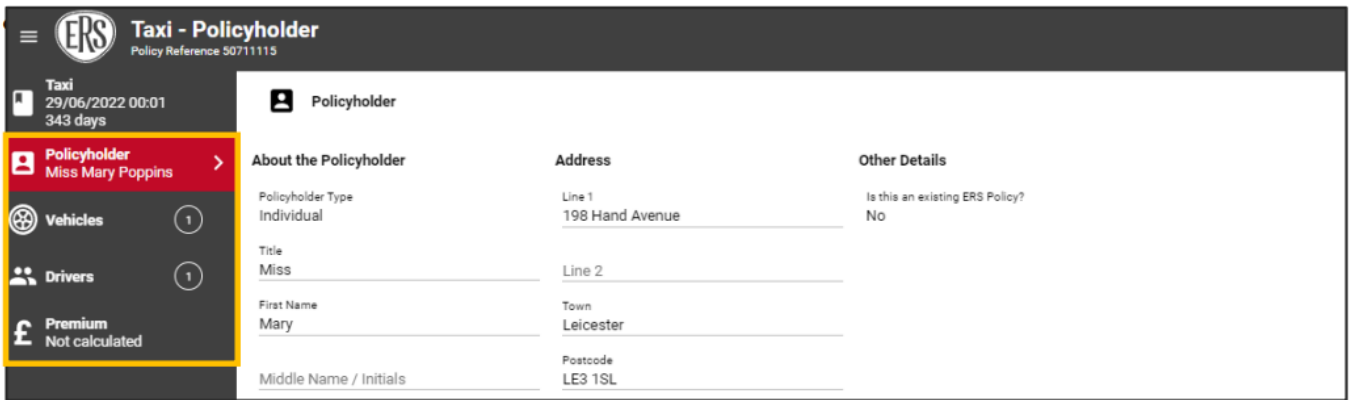 ERS
Taxi - Policyholder
Policy Reference 50711115
Taxi
29/06/2022 00:01
343 days
Policyholder
Miss Mary Poppins
Vehicles 1
Drivers 1
£ Premium
Not calculated
Policyholder
About the Policyholder
Policyholder Type
Individual
Title
Miss
First Name
Mary
Middle Name / Initials
Address
Line 1
198 Hand Avenue
Line 2
Town
Leicester
Postcode
LE3 1SL
Other Details
Is this an existing ERS Policy?
No